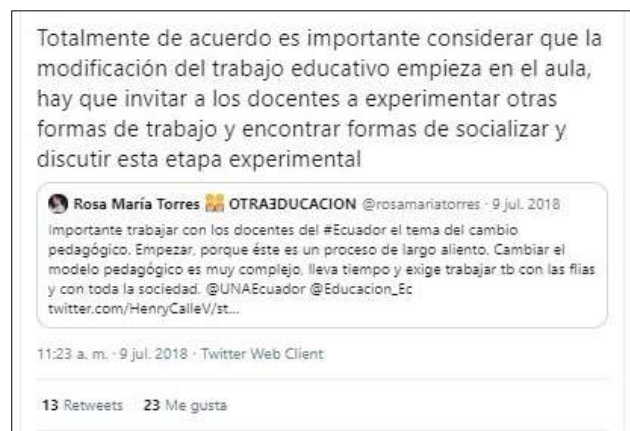 Totalmente de acuerdo es importante considerar que la
modificación del trabajo educativo empieza en el aula,
hay que invitar a los docentes a experimentar otras
formas de trabajo y encontrar formas de socializar y
discutir esta etapa experimental
Rosa María Torres OTRAƎDUCACION @rosamariatorres · 9 jul. 2018
Importante trabajar con los docentes del #Ecuador el tema del cambio
pedagógico. Empezar, porque éste es un proceso de largo aliento. Cambiar el
modelo pedagógico es muy complejo, lleva tiempo y exige trabajar tb con las flias
y con toda la sociedad. @UNAEcuador @Educacion_Ec
twitter.com/HenryCalleV/st...
11:23 a. m. · 9 jul. 2018 · Twitter Web Client
13 Retweets 23 Me gusta